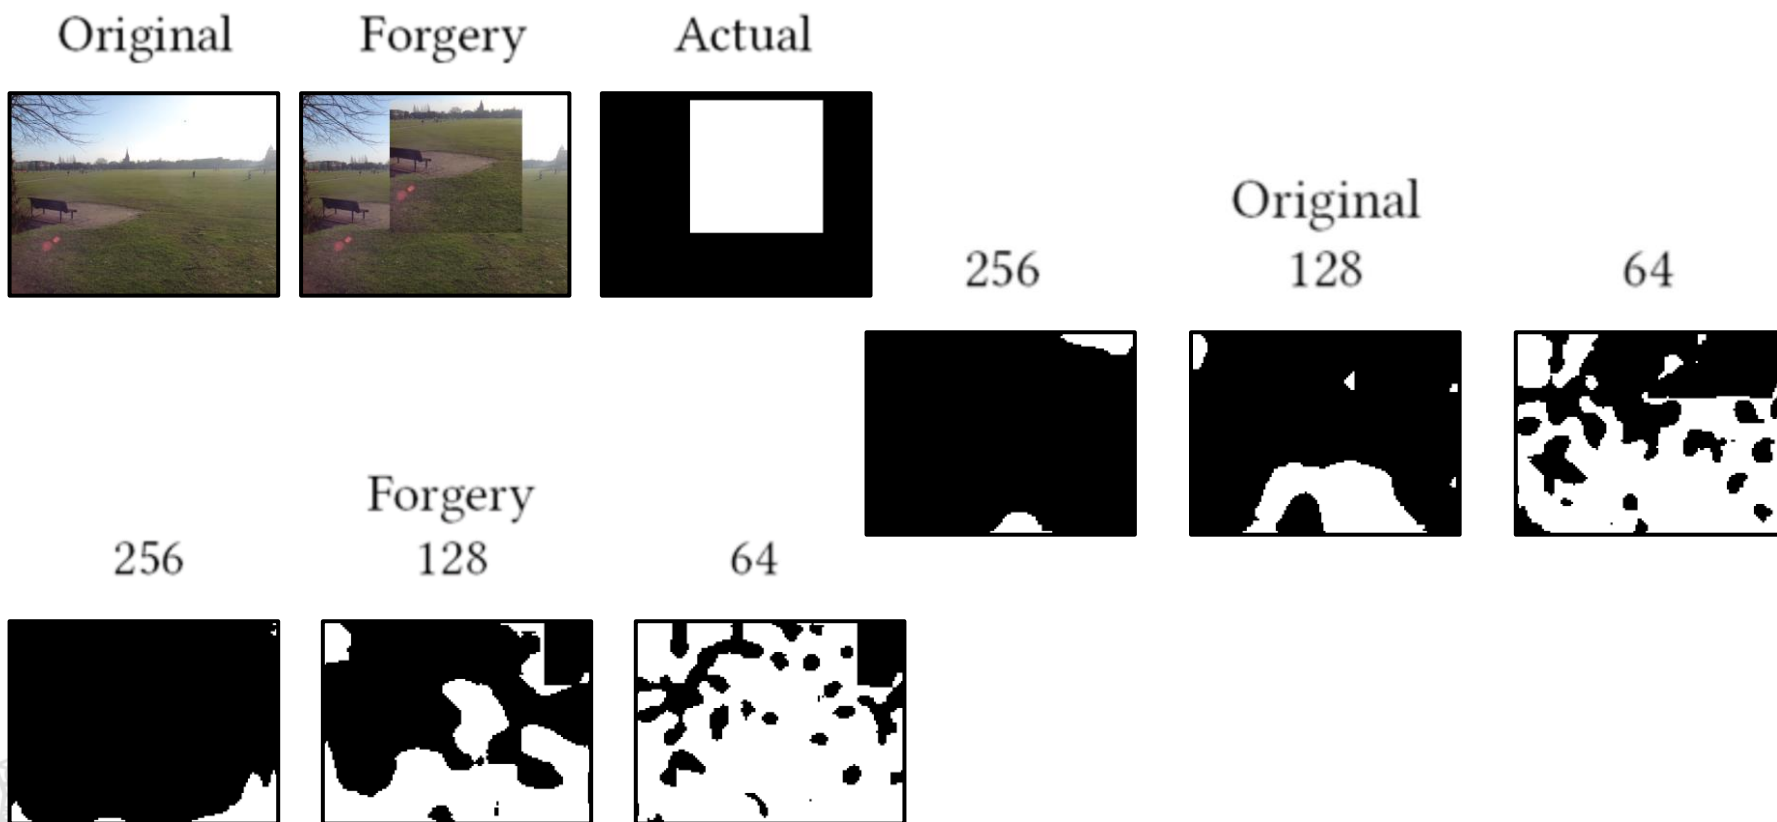 Original Forgery Actual
Original
256 128 64
Forgery
256 128 64